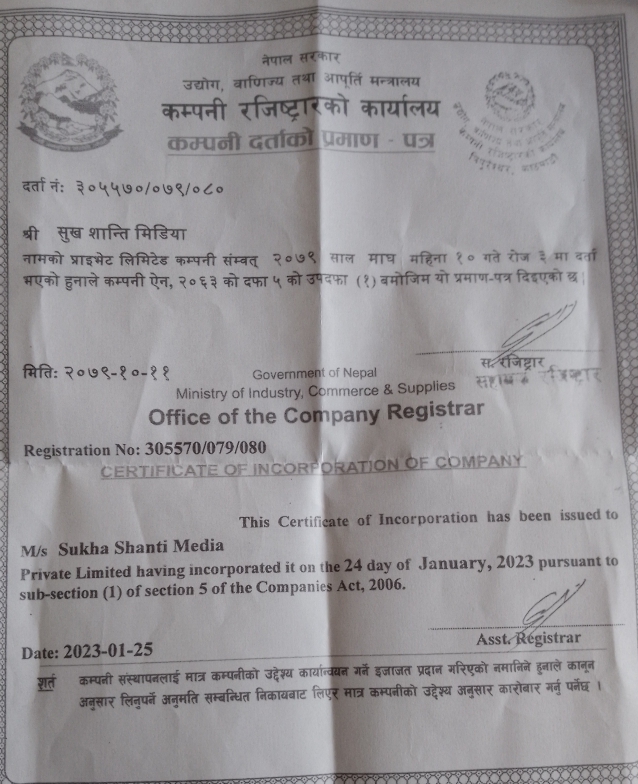 नेपाल सरकार
उद्योग, वाणिज्य तथा आपूर्ति मन्त्रालय
कम्पनी रजिष्ट्रारको कार्यालय
कम्पनी दर्ताको प्रमाण - पत्र
दर्ता नं: ३०५५७०/०७९/०८०
श्री सुख शान्ति मिडिया
नामको प्राइभेट लिमिटेड कम्पनी संम्वत् २०७९ साल माघ महिना १० गते रोज ३ मा दर्ता
भएको हुनाले कम्पनी ऐन, २०६३ को दफा ५ को उपदफा (१) बमोजिम यो प्रमाण-पत्र दिइएको छ।
स. रजिष्ट्रार
मिति: २०७९-१०-११
Government of Nepal
Ministry of Industry, Commerce & Supplies
Office of the Company Registrar
Registration No: 305570/079/080
CERTIFICATE OF INCORPORATION OF COMPANY
This Certificate of Incorporation has been issued to
M/s Sukha Shanti Media
Private Limited having incorporated it on the 24 day of January, 2023 pursuant to
sub-section (1) of section 5 of the Companies Act, 2006.
Asst. Registrar
Date: 2023-01-25
शर्त कम्पनी संस्थापनलाई मात्र कम्पनीको उद्देश्य कार्यान्वयन गर्ने इजाजत प्रदान गरिएको नमानिने हुनाले कानून
अनुसार लिनुपर्ने अनुमति सम्बन्धित निकायबाट लिएर मात्र कम्पनीको उद्देश्य अनुसार कारोबार गर्नु पर्नेछ ।